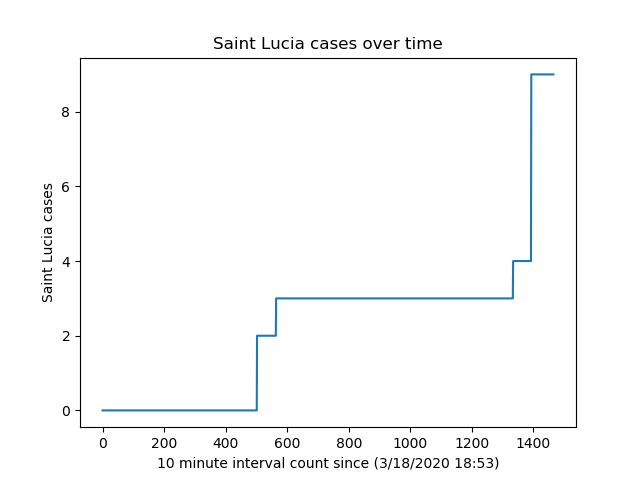 Saint Lucia cases over time
Saint Lucia cases
8
6
4
2
0
0 200 400 600 800 1000 1200 1400
10 minute interval count since (3/18/2020 18:53)